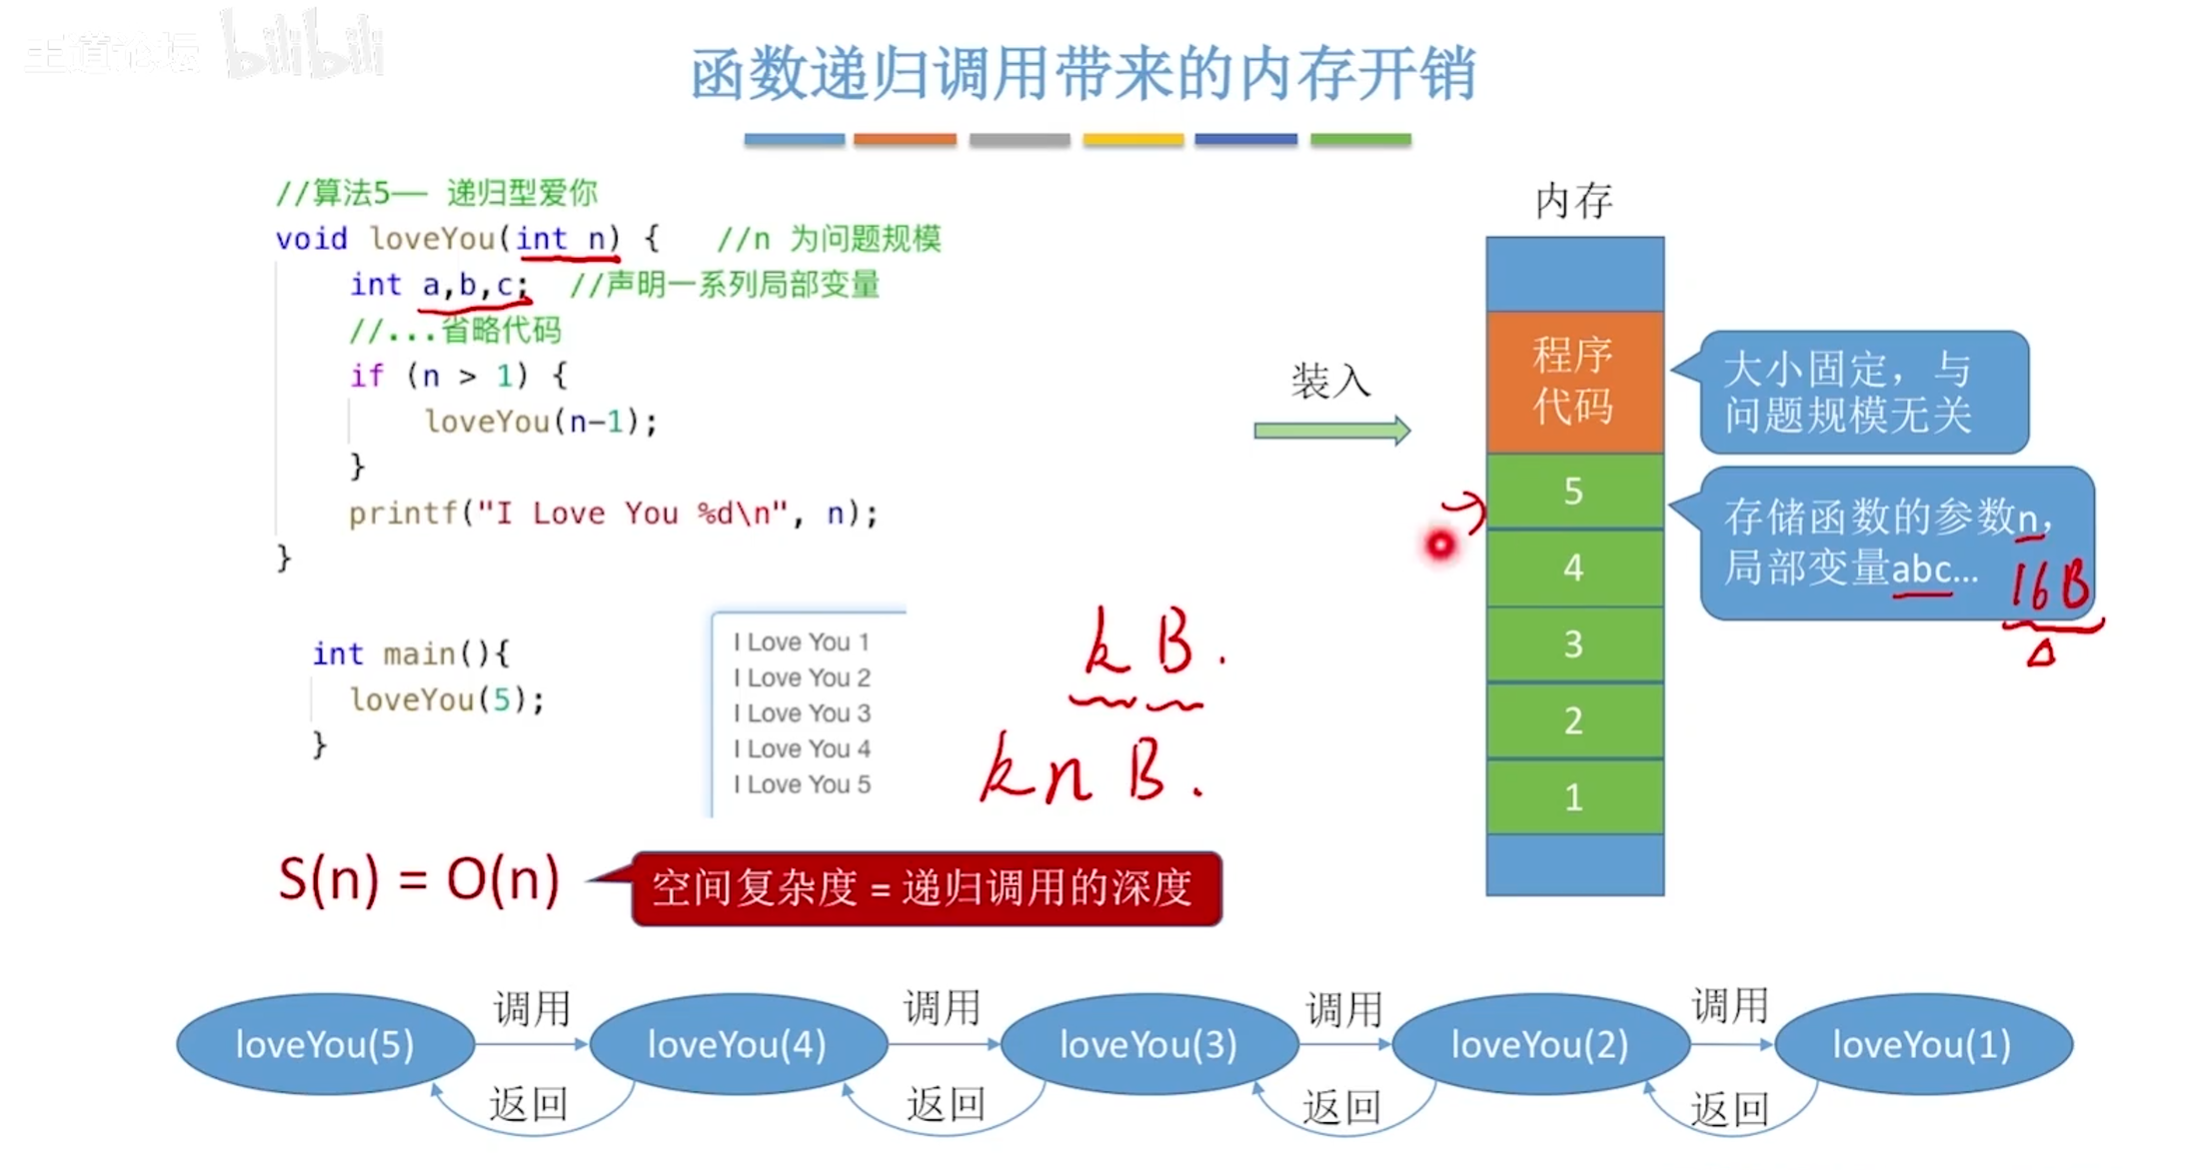 王道论坛 bilibili
函数递归调用带来的内存开销
//算法5—— 递归型爱你
void loveYou(int n) {   //n 为问题规模
int a,b,c;  //声明一系列局部变量
//...省略代码
if (n > 1) {
loveYou(n-1);
}
printf("I Love You %d\n", n);
}
int main(){
loveYou(5);
}
I Love You 1
I Love You 2
I Love You 3
I Love You 4
I Love You 5
kB.
knB.
S(n) = O(n)
空间复杂度 = 递归调用的深度
装入
内存
程序
代码
5
4
3
2
1
大小固定，与
问题规模无关
存储函数的参数n，
局部变量abc...
16B
loveYou(5) 调用 loveYou(4) 调用 loveYou(3) 调用 loveYou(2) 调用 loveYou(1)
返回 返回 返回 返回